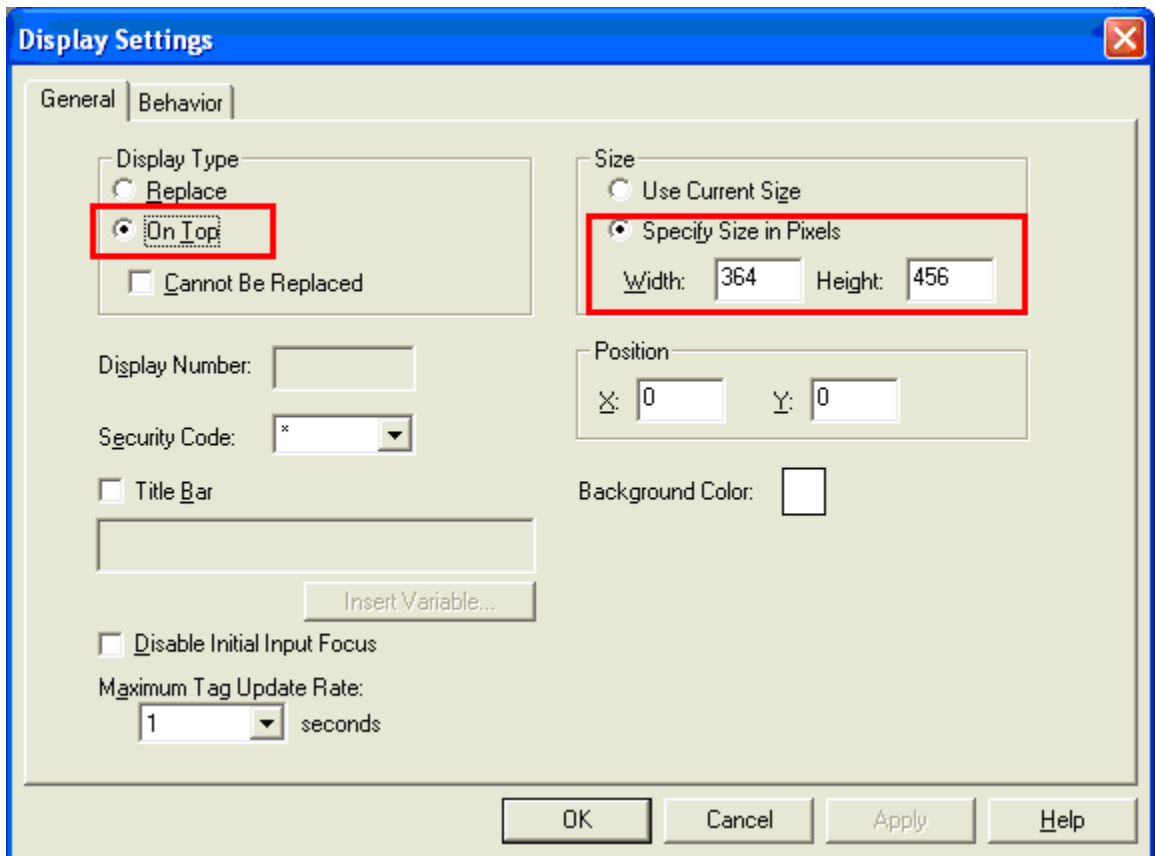 Display Settings
General
Behavior
Display Type
Replace
On Top
Cannot Be Replaced
Size
Use Current Size
Specify Size in Pixels
Width: 364 Height: 456
Display Number:
Security Code: *
Position
X: 0 Y: 0
Title Bar
Background Color:
Insert Variable...
Disable Initial Input Focus
Maximum Tag Update Rate:
1 seconds
OK
Cancel
Apply
Help